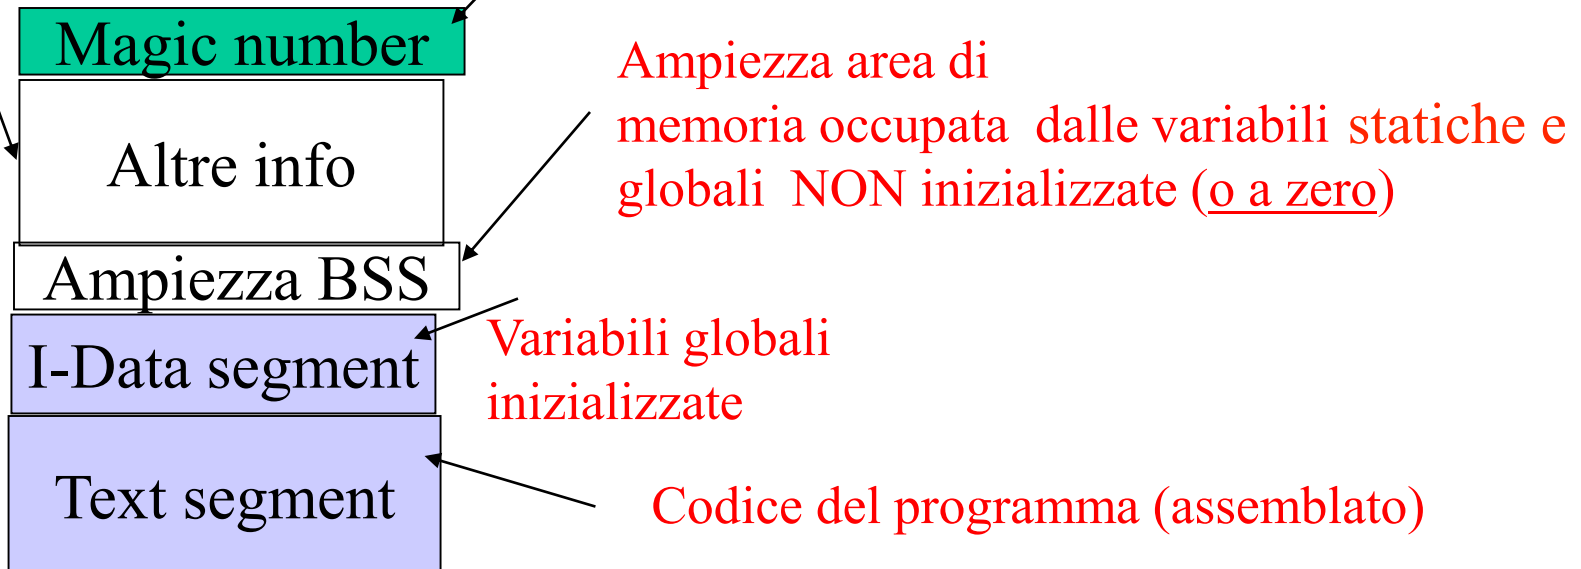 Magic number
Altre info
Ampiezza BSS
I-Data segment
Text segment
Ampiezza area di
memoria occupata dalle variabili statiche e
globali NON inizializzate (o a zero)
Variabili globali
inizializzate
Codice del programma (assemblato)